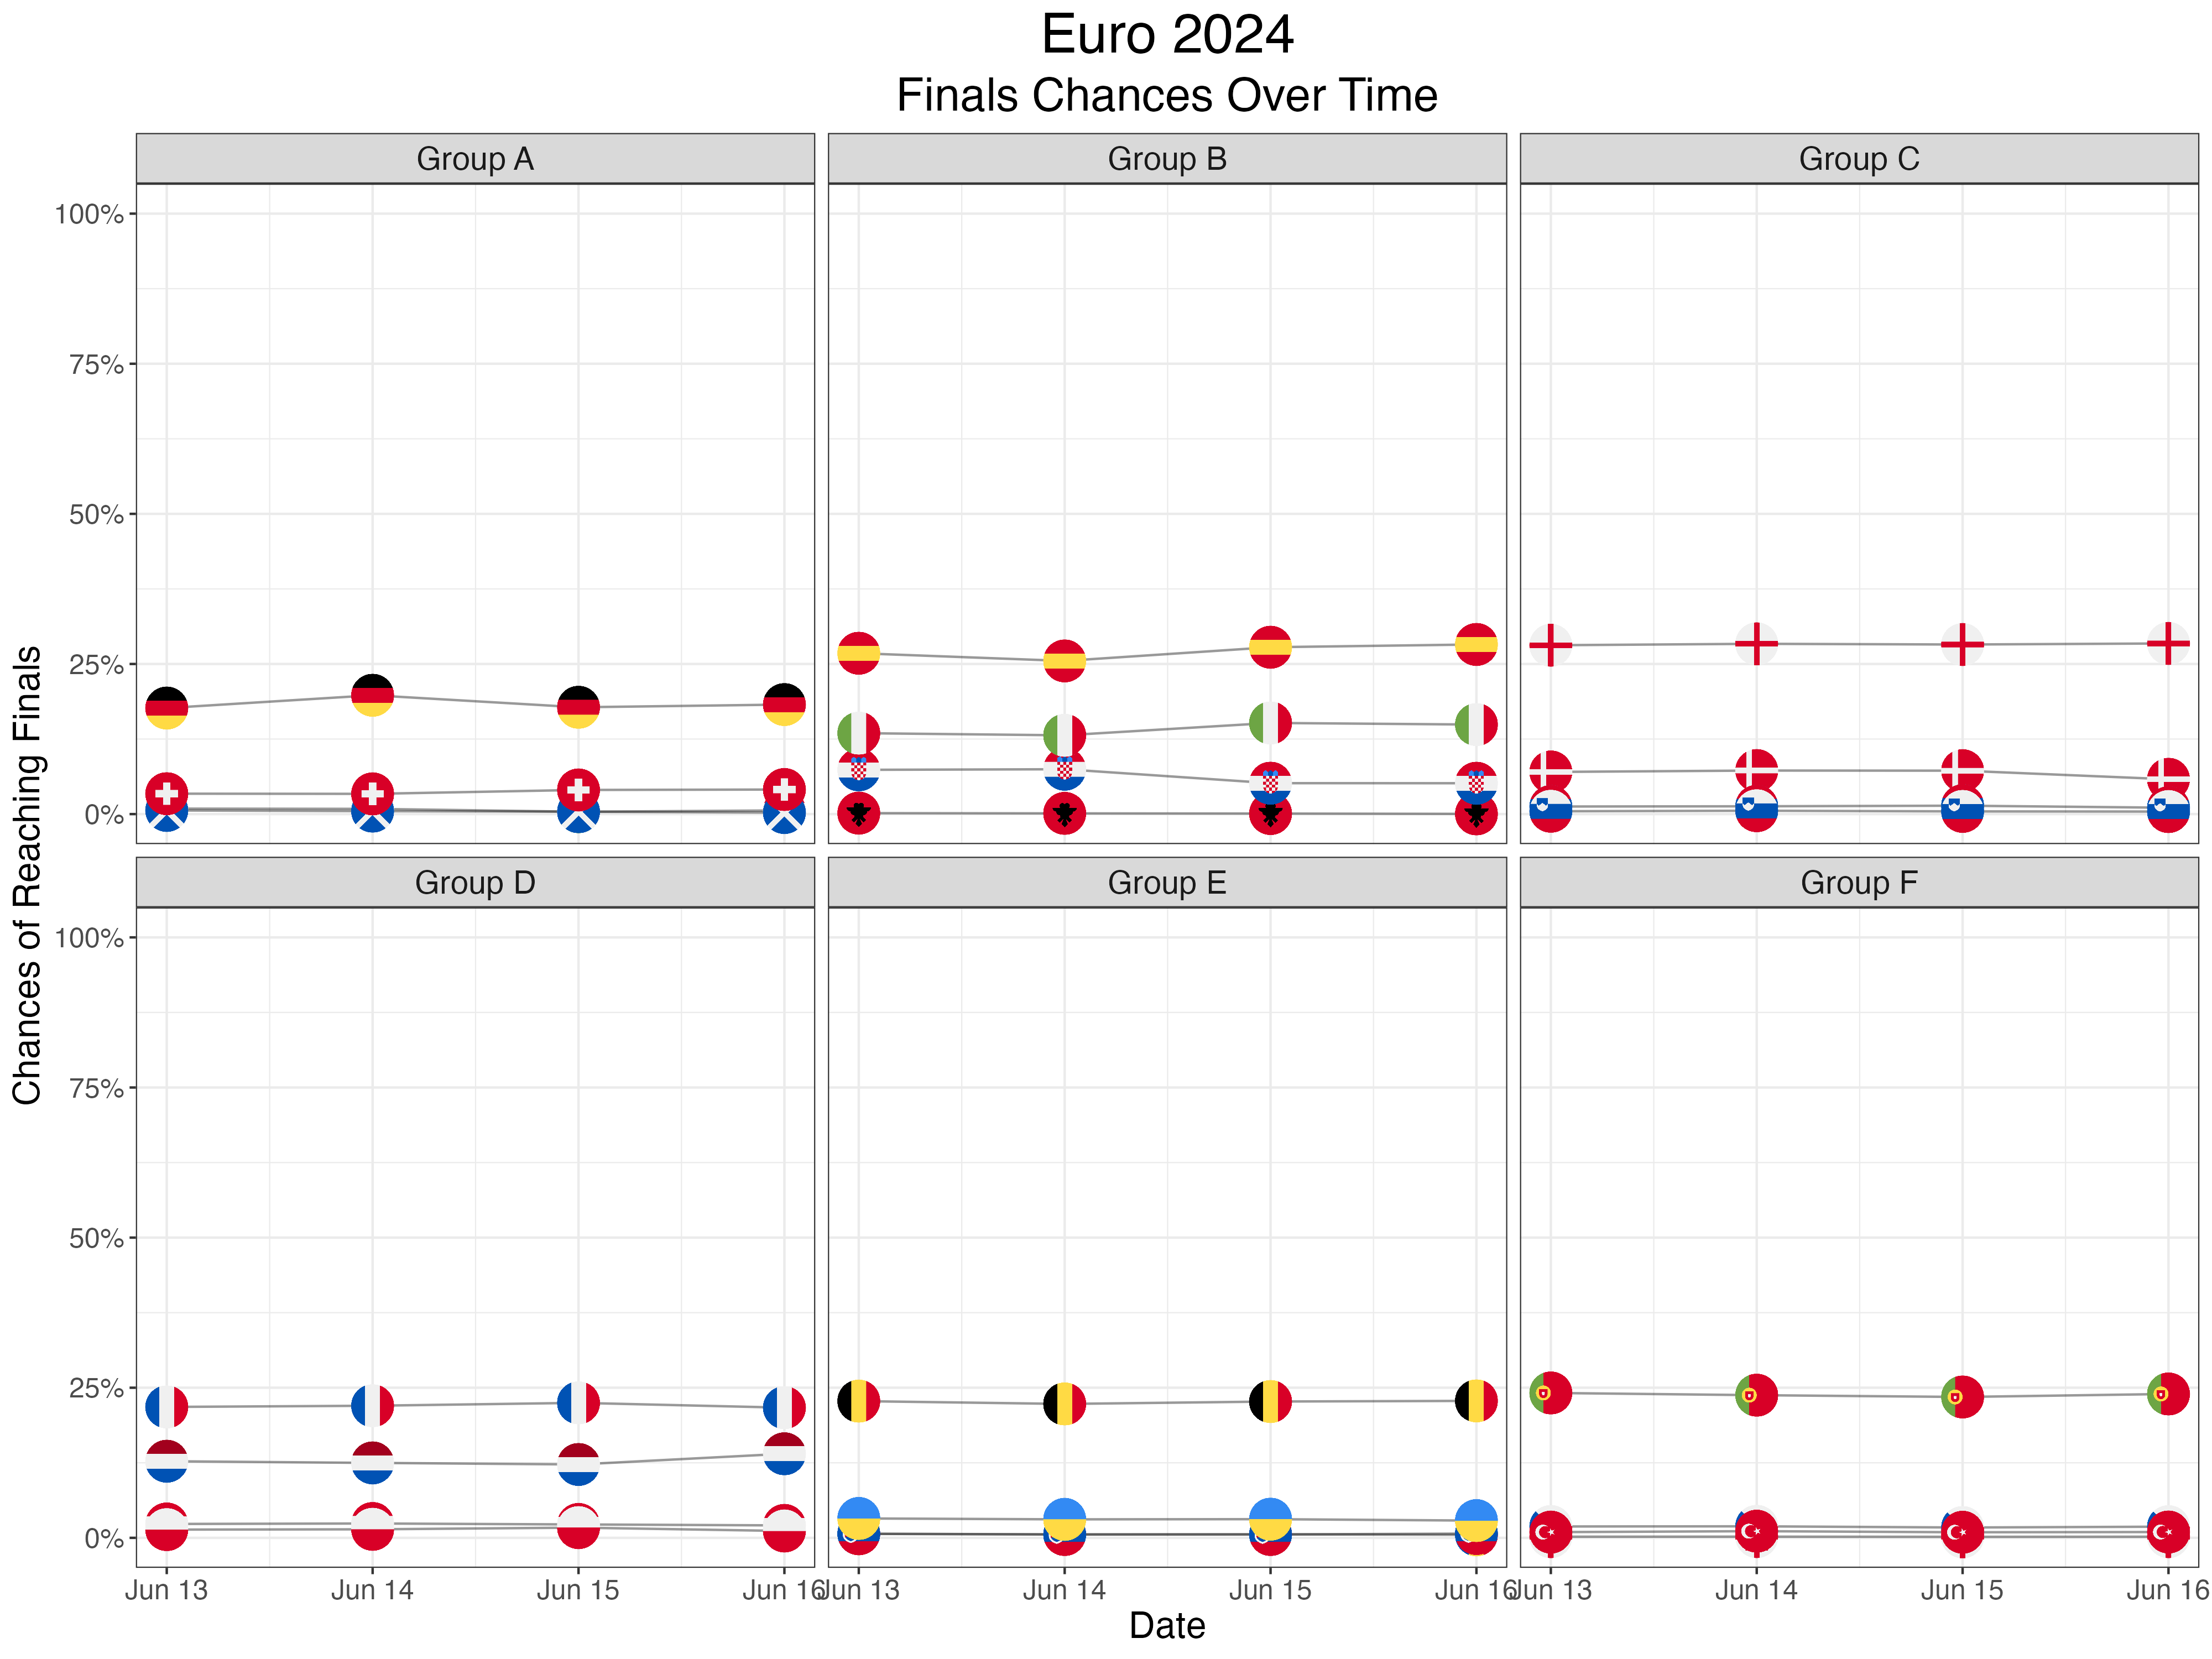 Euro 2024
Finals Chances Over Time
Group A
Group B
Group C
100%
75%
50%
25%
0%
Group D
Group E
Group F
100%
75%
50%
25%
0%
Chances of Reaching Finals
Jun 13 Jun 14 Jun 15 Jun 16
Jun 13 Jun 14 Jun 15 Jun 16
Jun 13 Jun 14 Jun 15 Jun 16
Date